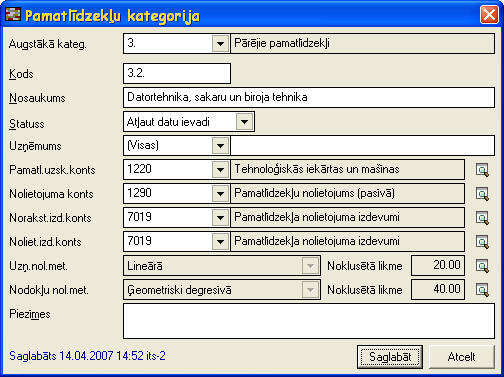 Pamatlīdzekļu kategorija
Augstākā kateg. 3. Pārējie pamatlīdzekļi
Kods 3.2.
Nosaukums Datortehnika, sakaru un biroja tehnika
Statuss Atļaut datu ievadi
Uzņēmums (Visas)
Pamatl.uzsk.konts 1220 Tehnoloģiskās iekārtas un mašīnas
Nolietojuma konts 1290 Pamatlīdzekļu nolietojums (pasīvā)
Norakst.izd.konts 7019 Pamatlīdzekļa nolietojuma izdevumi
Noliet.izd.konts 7019 Pamatlīdzekļa nolietojuma izdevumi
Uzņ.nol.met. Lineārā Noklusētā likme 20.00
Nodokļu nol.met. Ģeometriski degresīvā Noklusētā likme 40.00
Piezīmes
Saglabāts 14.04.2007 14:52 its-2 Saglabāt Atcelt